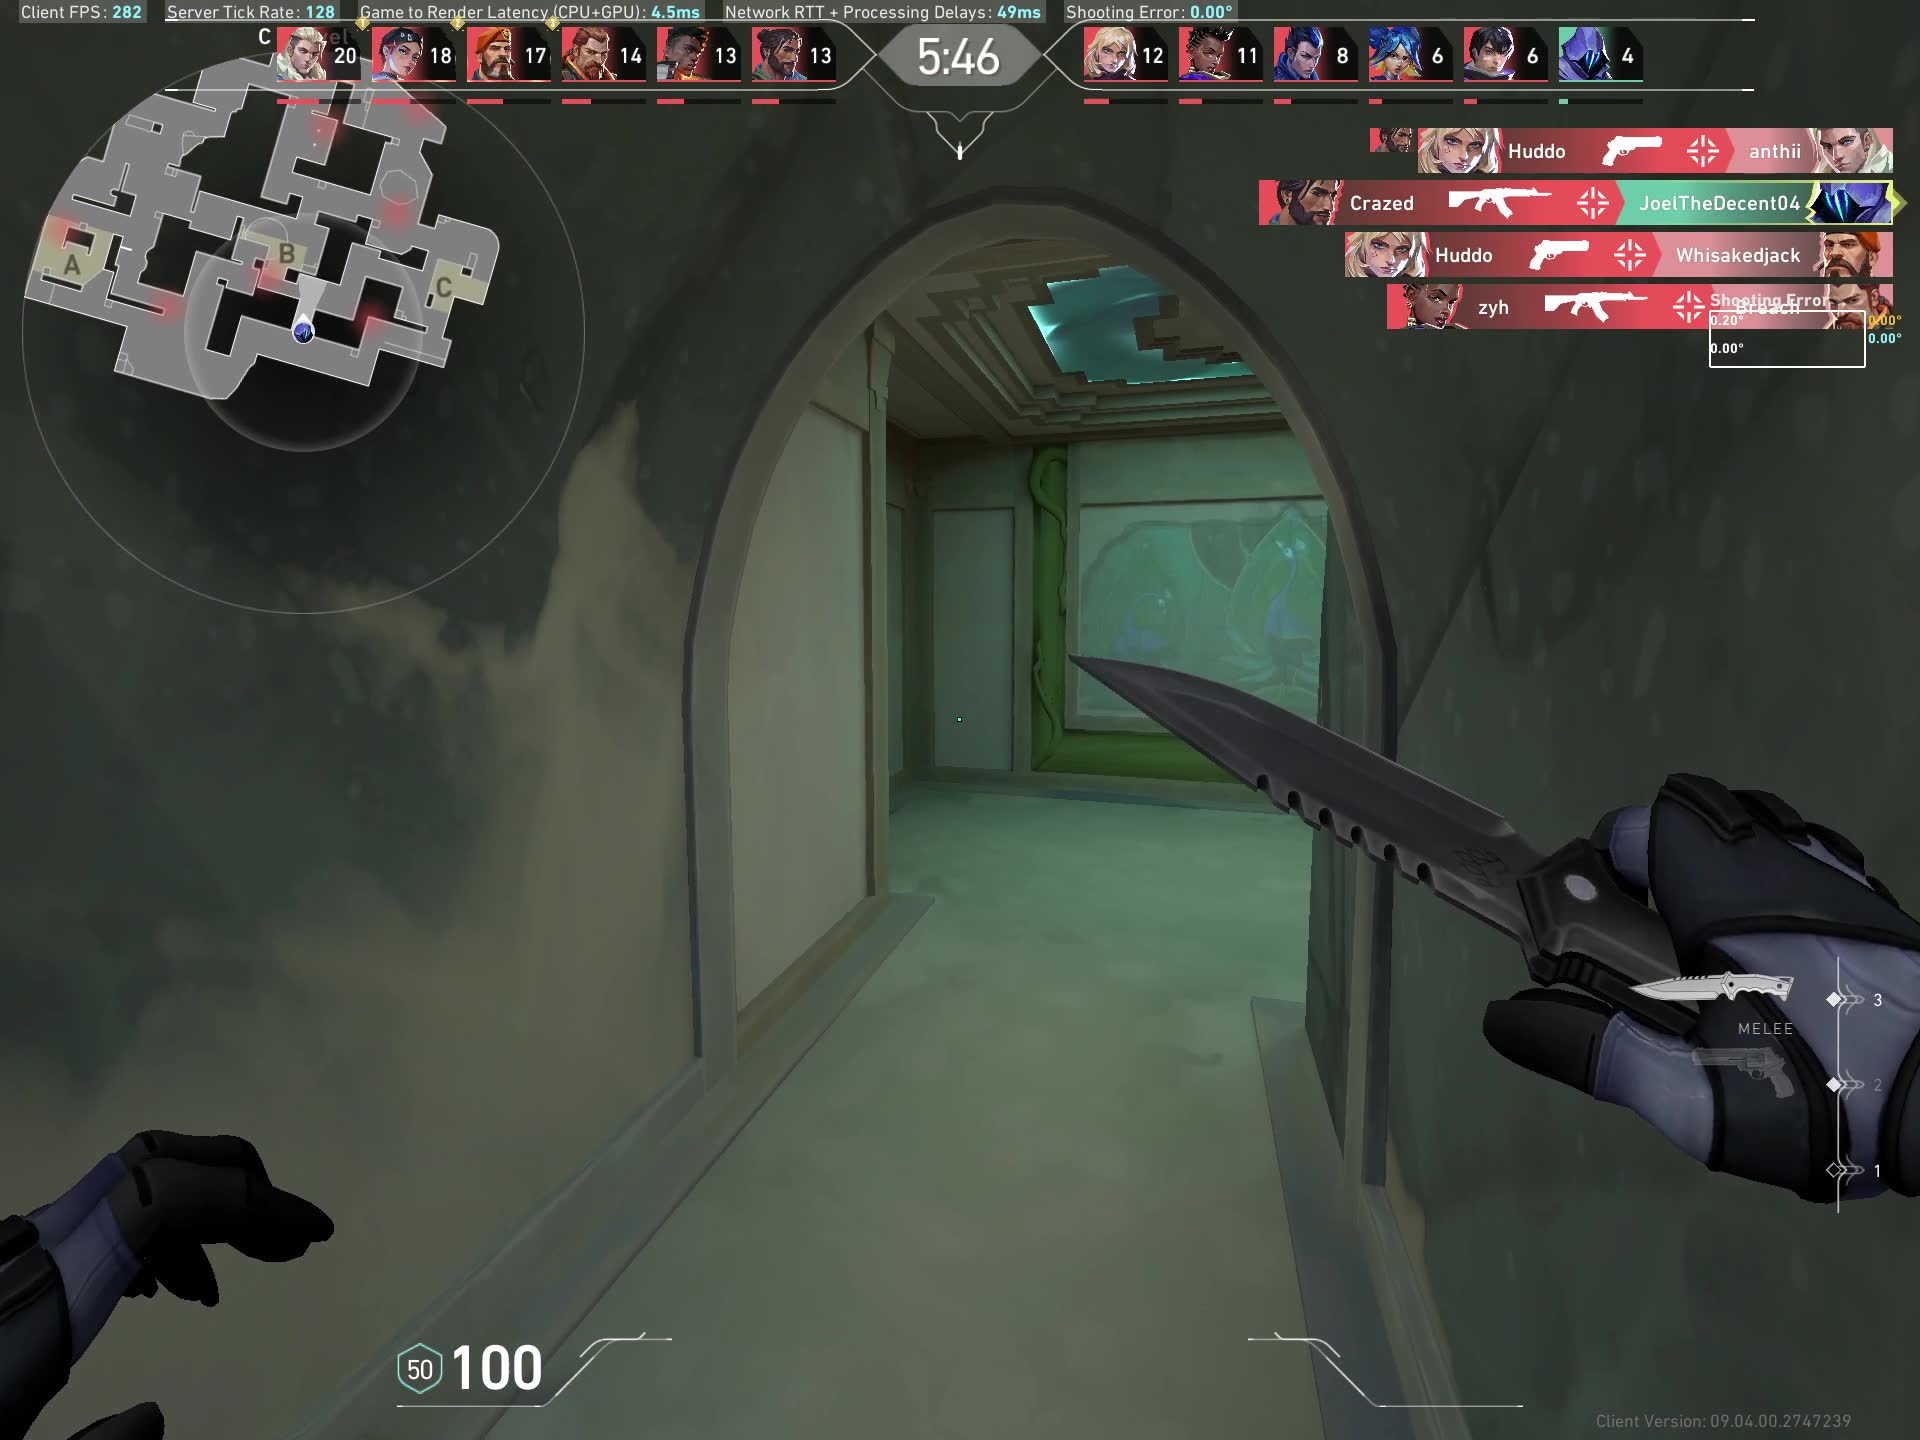 Client FPS: 282 Server Tick Rate: 128 Game to Render Latency (CPU+GPU): 4.5ms Network RTT + Processing Delays: 49ms Shooting Error: 0.00°
C
20 18 17 14 13 13 5:46 12 11 8 6 6 4
Huddo anthii
Crazed JoelTheDecent04
Huddo Whisakedjack
zyh Breach
Shooting Error
0.20° 0.00°
0.00° 0.00°
A B C
3
MELEE
2
1
50 100
Client Version: 09.04.00.2747239